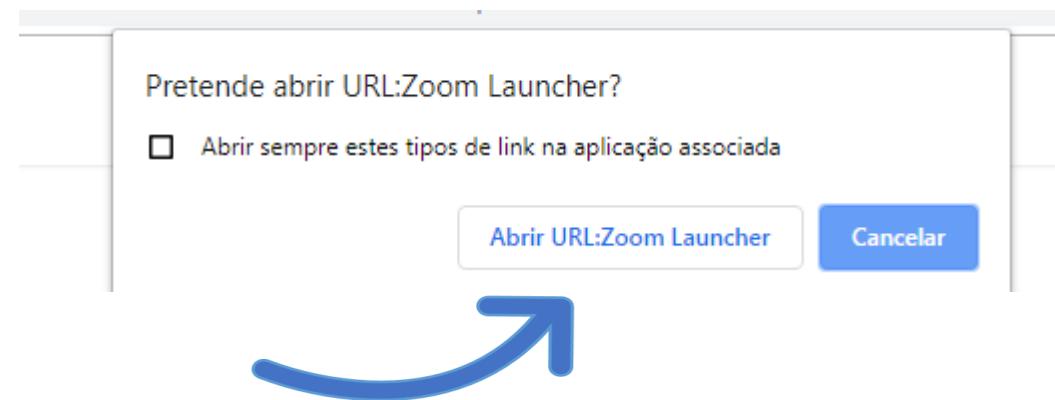 Pretende abrir URL:Zoom Launcher?
Abrir sempre estes tipos de link na aplicação associada
Abrir URL:Zoom Launcher
Cancelar